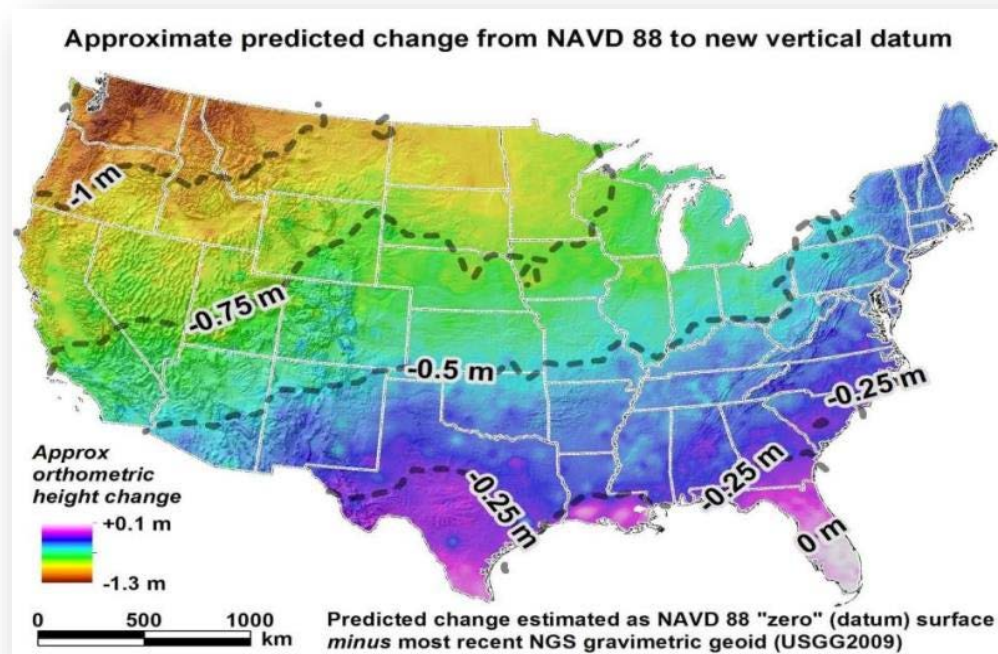 Approximate predicted change from NAVD 88 to new vertical datum
-1 m
-0.75 m
-0.5 m
-0.25 m
-0.25 m
-0.25 m
0 m
Approx
orthometric
height change
+0.1 m
-1.3 m
0 500 1000
km
Predicted change estimated as NAVD 88 "zero" (datum) surface
minus most recent NGS gravimetric geoid (USGG2009)